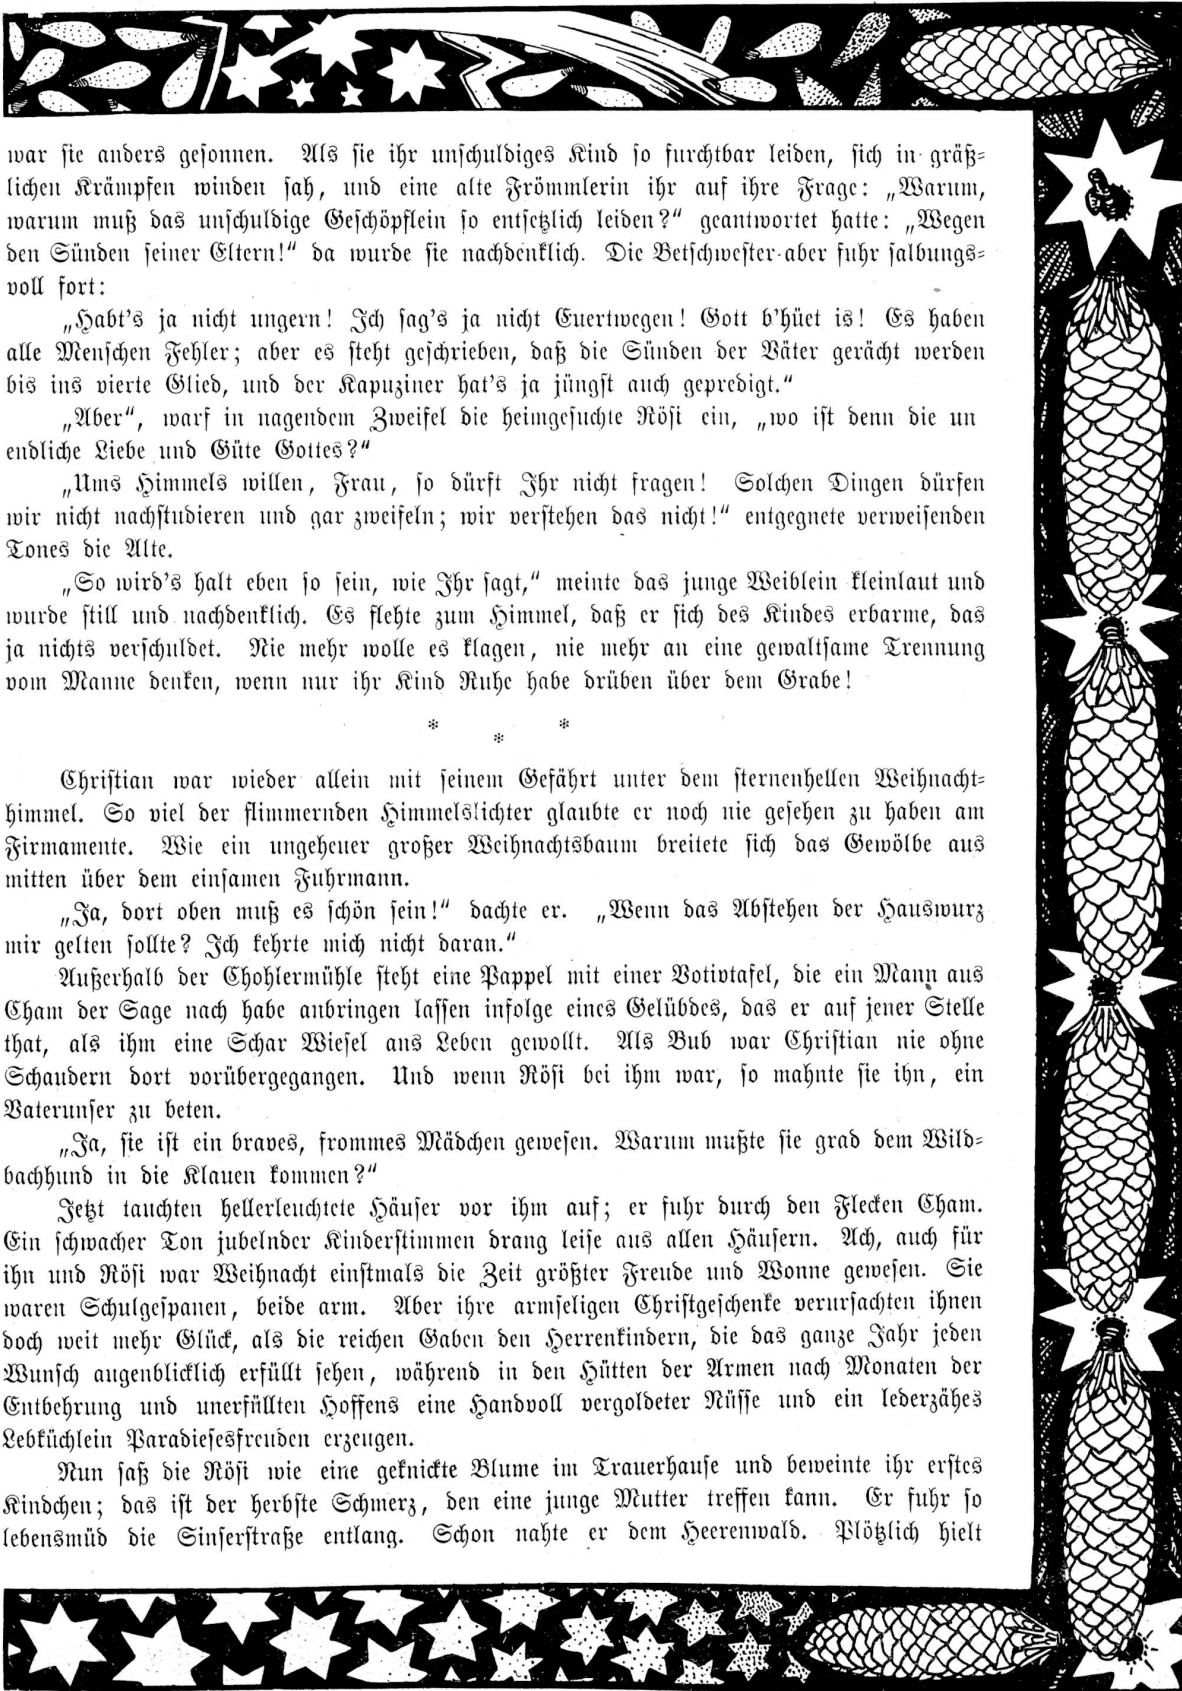 war sie anders gesonnen. Als sie ihr unschuldiges Kind so furchtbar leiden, sich in gräß-
lichen Krämpfen winden sah, und eine alte Frömmlerin ihr auf ihre Frage: „Warum,
warum muß das unschuldige Geschöpflein so entsetzlich leiden?“ geantwortet hatte: „Wegen
den Sünden seiner Eltern!“ da wurde sie nachdenklich. Die Betschwester aber fuhr salbungs-
voll fort:
„Habt's ja nicht ungern! Ich sag's ja nicht Euertwegen! Gott b'hüet is! Es haben
alle Menschen Fehler; aber es steht geschrieben, daß die Sünden der Väter gerächt werden
bis ins vierte Glied, und der Kapuziner hat's ja jüngst auch gepredigt.“
„Aber“, warf in nagendem Zweifel die heimgesuchte Rösi ein, „wo ist denn die un
endliche Liebe und Güte Gottes?“
„Ums Himmels willen, Frau, so dürft Ihr nicht fragen! Solchen Dingen dürfen
wir nicht nachstudieren und gar zweifeln; wir verstehen das nicht!“ entgegnete verweisenden
Tones die Alte.
„So wird's halt eben so sein, wie Ihr sagt,“ meinte das junge Weiblein kleinlaut und
wurde still und nachdenklich. Es flehte zum Himmel, daß er sich des Kindes erbarme, das
ja nichts verschuldet. Nie mehr wolle es klagen, nie mehr an eine gewaltsame Trennung
vom Manne denken, wenn nur ihr Kind Ruhe habe drüben über dem Grabe!
* * *
Christian war wieder allein mit seinem Gefährt unter dem sternenhellen Weihnacht-
himmel. So viel der flimmernden Himmelslichter glaubte er noch nie gesehen zu haben am
Firmamente. Wie ein ungeheuer großer Weihnachtsbaum breitete sich das Gewölbe aus
mitten über dem einsamen Fuhrmann.
„Ja, dort oben muß es schön sein!“ dachte er. „Wenn das Abstehen der Hauswurz
mir gelten sollte? Ich kehrte mich nicht daran.“
Außerhalb der Chohlermühle steht eine Pappel mit einer Votivtafel, die ein Mann aus
Cham der Sage nach habe anbringen lassen infolge eines Gelübdes, das er auf jener Stelle
that, als ihm eine Schar Wiesel ans Leben gewollt. Als Bub war Christian nie ohne
Schaudern dort vorübergegangen. Und wenn Rösi bei ihm war, so mahnte sie ihn, ein
Vaterunser zu beten.
„Ja, sie ist ein braves, frommes Mädchen gewesen. Warum mußte sie grad dem Wild-
bachhund in die Klauen kommen?“
Jetzt tauchten hellerleuchtete Häuser vor ihm auf; er fuhr durch den Flecken Cham.
Ein schwacher Ton jubelnder Kinderstimmen drang leise aus allen Häusern. Ach, auch für
ihn und Rösi war Weihnacht einstmals die Zeit größter Freude und Wonne gewesen. Sie
waren Schulgespanen, beide arm. Aber ihre armseligen Christgeschenke verursachten ihnen
doch weit mehr Glück, als die reichen Gaben den Herrenkindern, die das ganze Jahr jeden
Wunsch augenblicklich erfüllt sehen, während in den Hütten der Armen nach Monaten der
Entbehrung und unerfüllten Hoffens eine Handvoll vergoldeter Nüsse und ein lederzähes
Lebküchlein Paradiesesfreuden erzeugen.
Nun saß die Rösi wie eine geknickte Blume im Trauerhause und beweinte ihr erstes
Kindchen; das ist der herbste Schmerz, den eine junge Mutter treffen kann. Er fuhr so
lebensmüd die Sinserstraße entlang. Schon nahte er dem Heerenwald. Plötzlich hielt